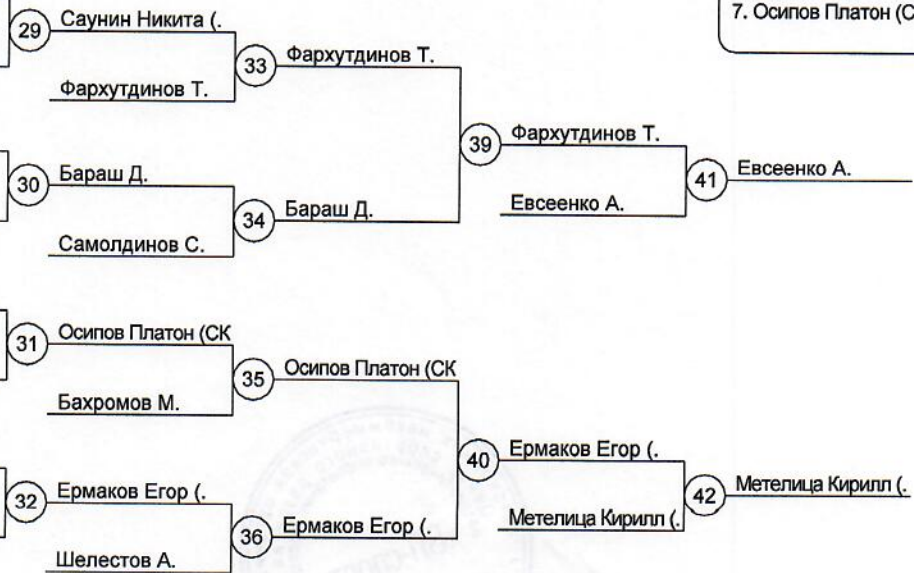 7. Осипов Платон (С
29 Саунин Никита (.
33 Фархутдинов Т.
Фархутдинов Т.
39 Фархутдинов Т.
41 Евсеенко А.
30 Бараш Д.
Евсеенко А.
34 Бараш Д.
Самолдинов С.
31 Осипов Платон (СК
35 Осипов Платон (СК
Бахромов М.
40 Ермаков Егор (.
42 Метелица Кирилл (.
32 Ермаков Егор (.
Метелица Кирилл (.
36 Ермаков Егор (.
Шелестов А.